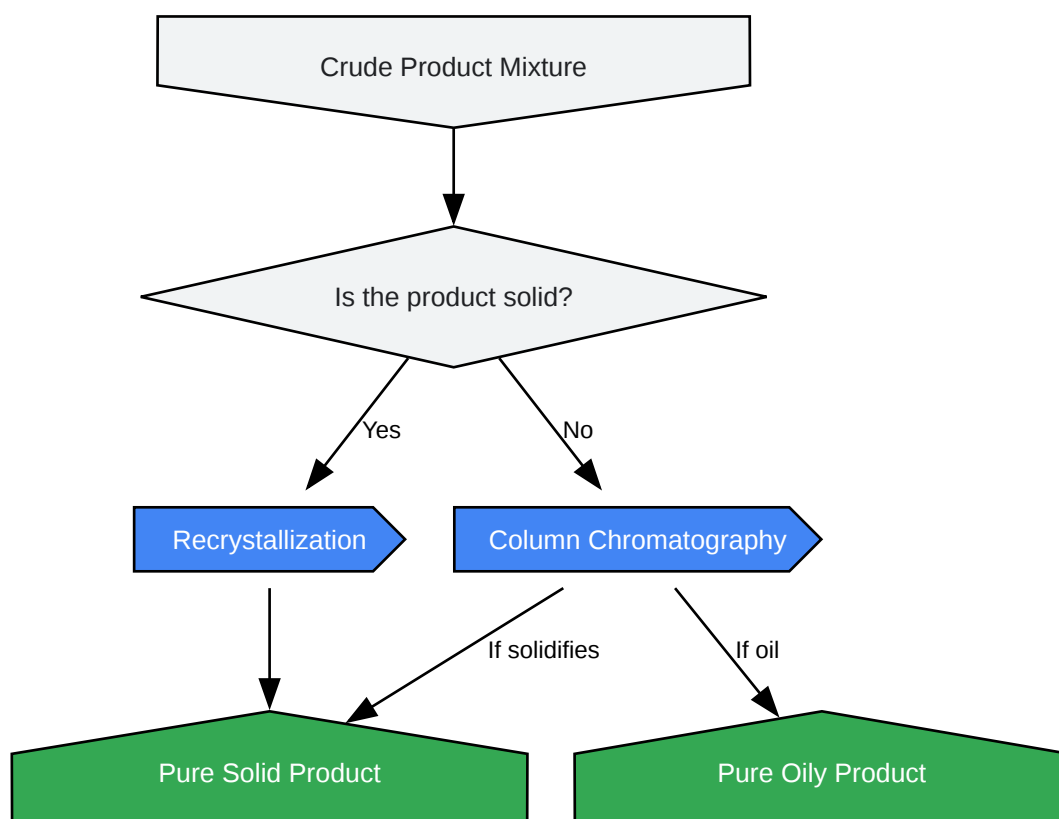 Crude Product Mixture
Is the product solid?
Yes
No
Recrystallization
Column Chromatography
If solidifies
If oil
Pure Solid Product
Pure Oily Product